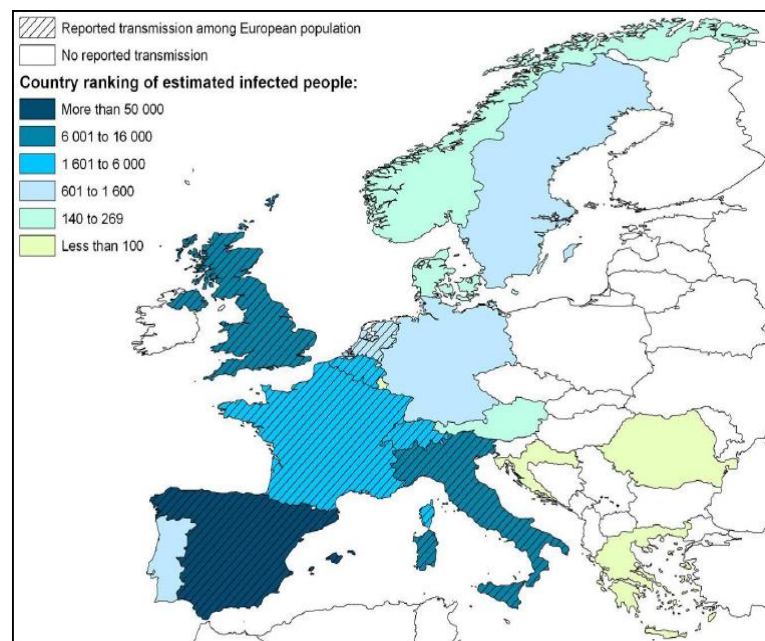 Reported transmission among European population
No reported transmission
Country ranking of estimated infected people:
More than 50 000
6 001 to 16 000
1 601 to 6 000
601 to 1 600
140 to 269
Less than 100